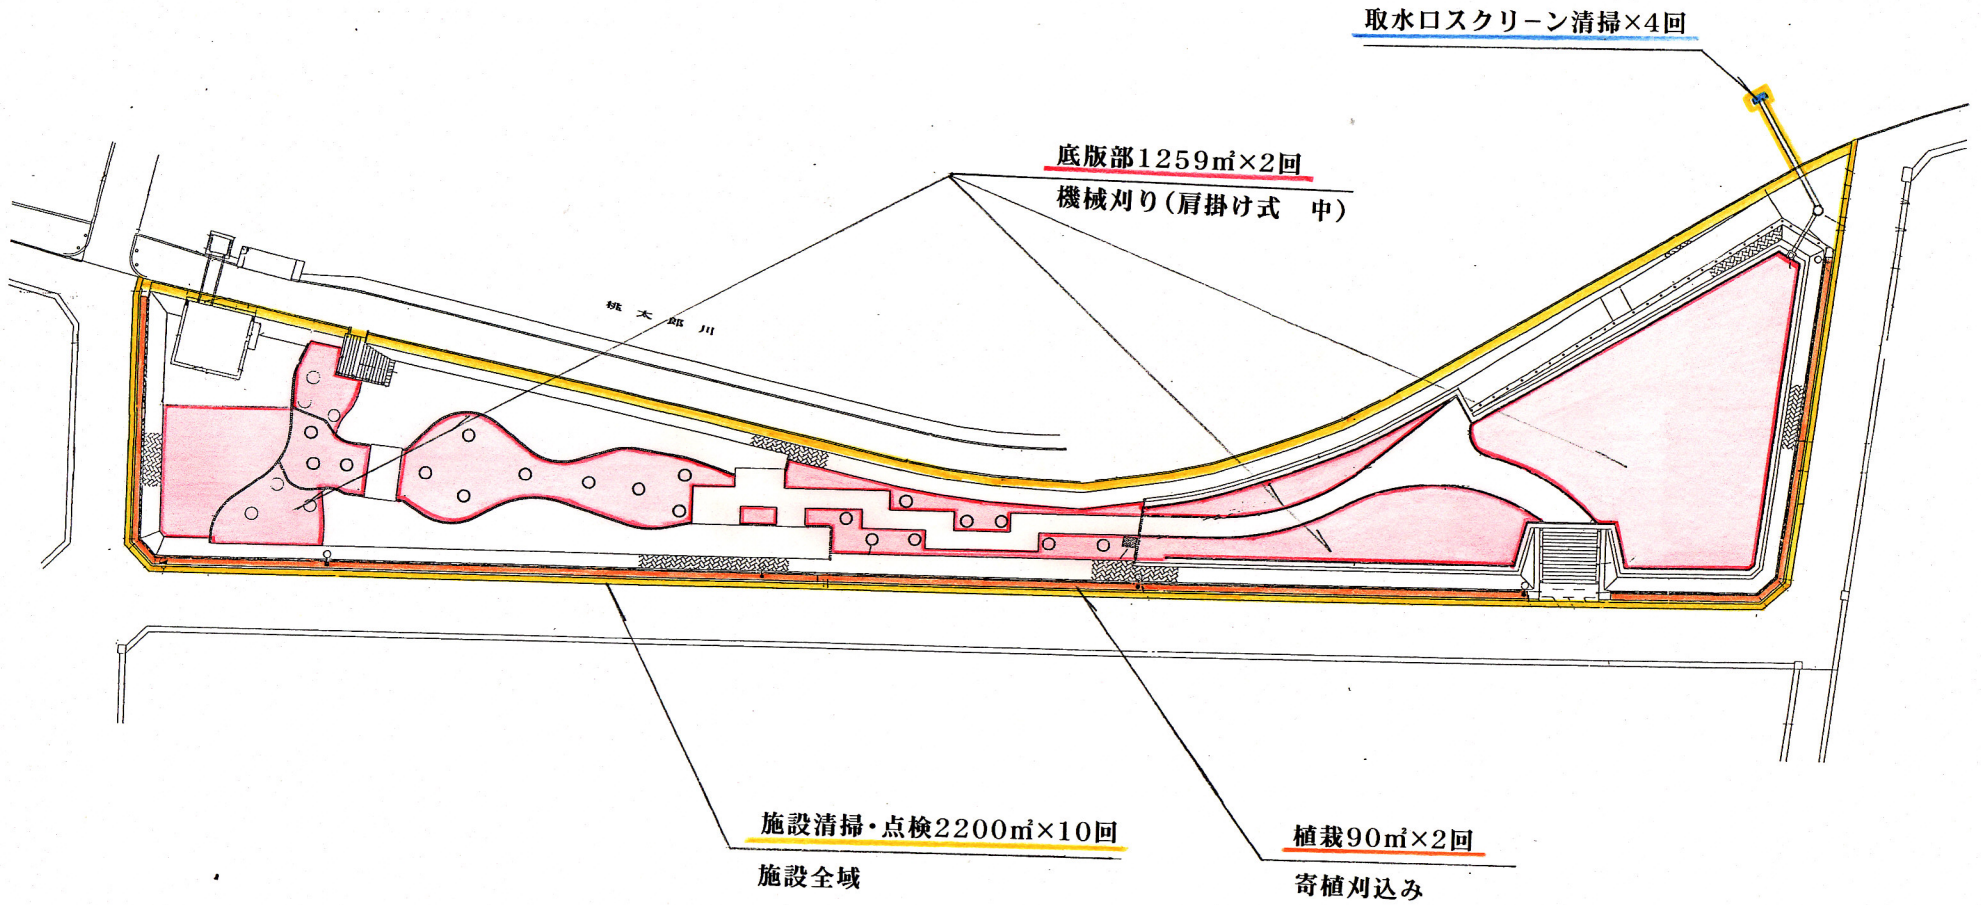 取水口スクリーン清掃×4回
底版部1259㎡×2回
機械刈り(肩掛け式　中)
桃太郎川
施設清掃・点検2200㎡×10回
施設全域
植栽90㎡×2回
寄植刈込み